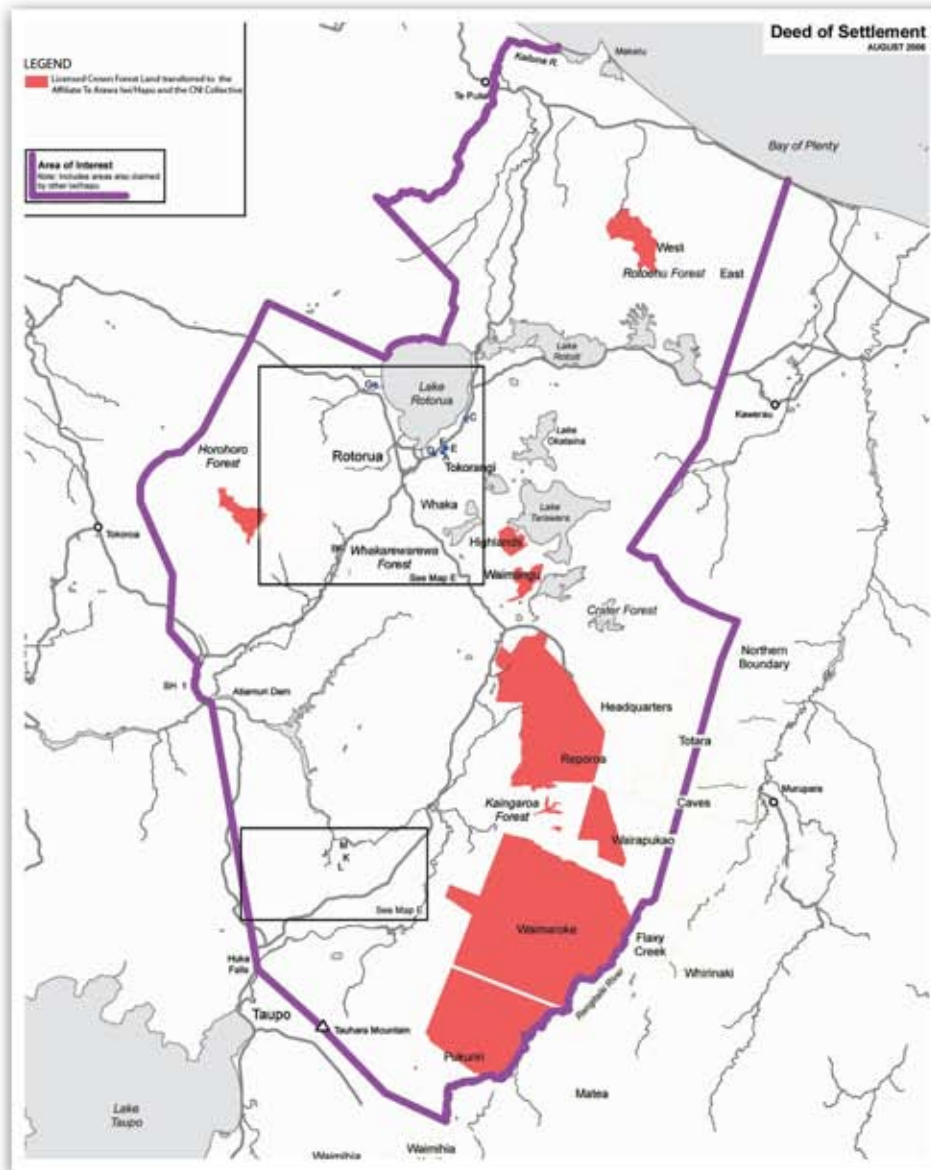 Deed of Settlement
AUGUST 2008
LEGEND
Licensed Crown Forest Land transferred to the
Affiliate Te Arawa Iwi/Hapu and the CNI Collective
Area of Interest
Note: Includes areas also claimed
by other iwi/hapu
Kaituna R.
Maketu
Te Puke
Bay of Plenty
West
Rotoehu Forest
East
Lake
Rotoiti
Lake
Rotorua
C
E
A
Kawerau
Lake
Okataina
Horohoro
Forest
Rotorua
Tokorangi
Whaka
Lake
Tarawera
Tokoroa
Highlands
Whakarewarewa
Forest
See Map E
Waimangu
Crater Forest
Northern
Boundary
SH 1
Atiamuri Dam
Headquarters
Totara
Reporoa
Murupara
Caves
Kaingaroa
Forest
Wairapukao
M
J
K
L
See Map E
Waimaroke
Flaxy
Creek
Whirinaki
Huka
Falls
Rangitaiki River
Taupo
Tauhara Mountain
Pukuriri
Matea
Lake
Taupo
Waimihia
Waimihia